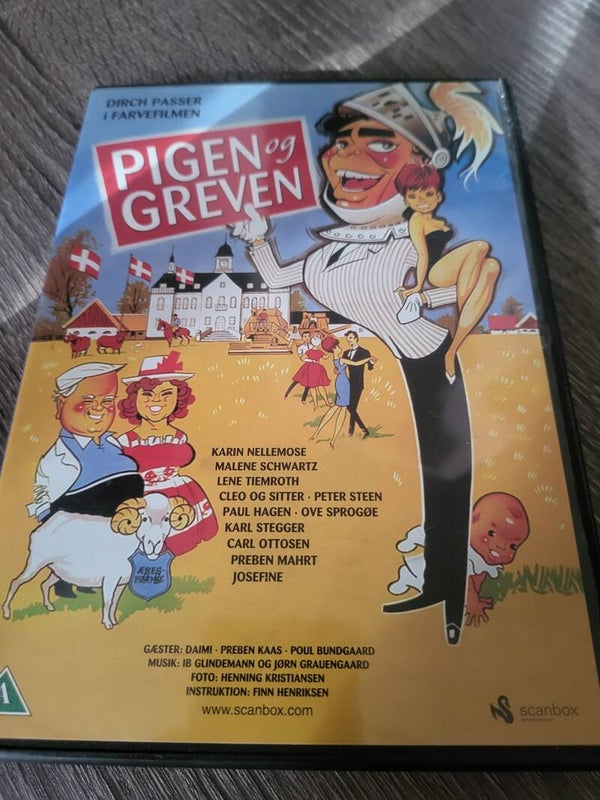 DIRCH PASSER
I FARVEFILMEN
PIGEN og
GREVEN
KARIN NELLEMOSE
MALENE SCHWARTZ
LENE TIEMROTH
CLEO OG SITTER · PETER STEEN
PAUL HAGEN · OVE SPROGØE
KARL STEGGER
CARL OTTOSEN
PREBEN MAHRT
JOSEF!NE
GÆSTER: DAIMI · PREBEN KAAS · POUL BUNDGAARD
MUSIK: IB GLINDEMANN OG JØRN GRAUENGAARD
FOTO: HENNING KRISTIANSEN
INSTRUKTION: FINN HENRIKSEN
www.scanbox.com
scanbox